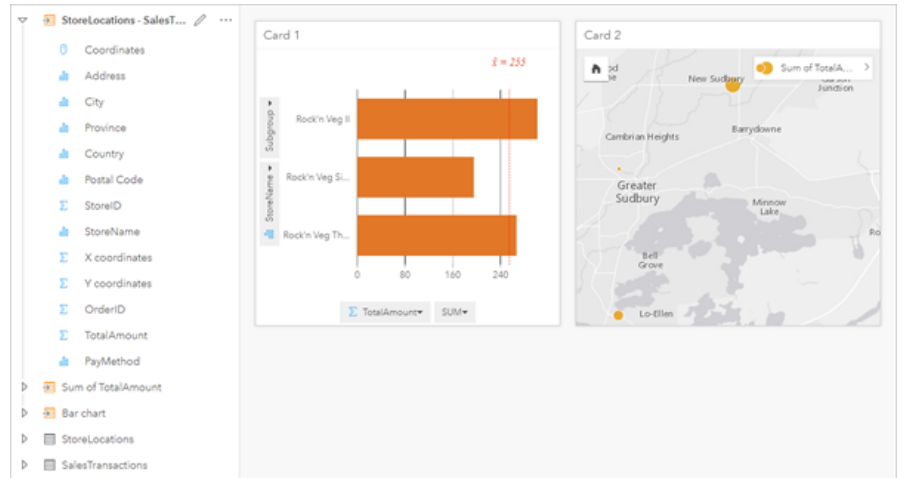 StoreLocations - SalesT...
Coordinates
Address
City
Province
Country
Postal Code
StoreID
StoreName
X coordinates
Y coordinates
OrderID
TotalAmount
PayMethod
Sum of TotalAmount
Bar chart
StoreLocations
SalesTransactions
Card 1
x̄ = 255
Subgroup
StoreName
Rock'n Veg II
Rock'n Veg Si...
Rock'n Veg Th...
0 80 160 240
Σ TotalAmount SUM
Card 2
Sum of TotalA...
New Sudbury
Junction
Cambrian Heights
Barrydowne
Greater
Sudbury
Minnow
Lake
Ro
Bell
Grove
Lo-Ellen